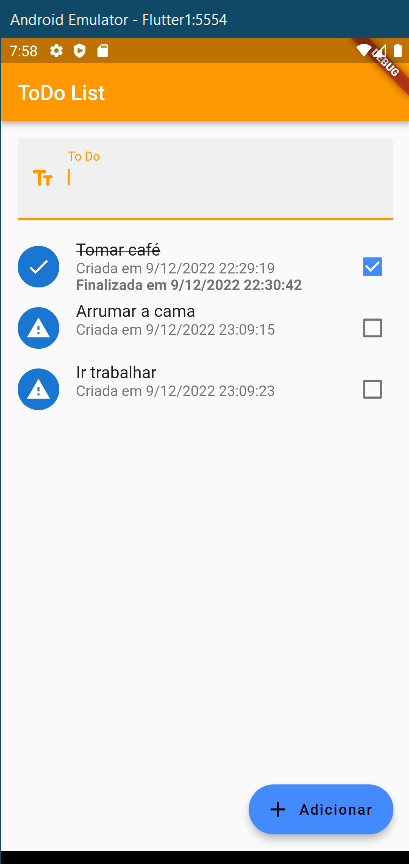 Android Emulator - Flutter1:5554
7:58
DEBUG
ToDo List
To Do
Tomar café
Criada em 9/12/2022 22:29:19
Finalizada em 9/12/2022 22:30:42
Arrumar a cama
Criada em 9/12/2022 23:09:15
Ir trabalhar
Criada em 9/12/2022 23:09:23
Adicionar